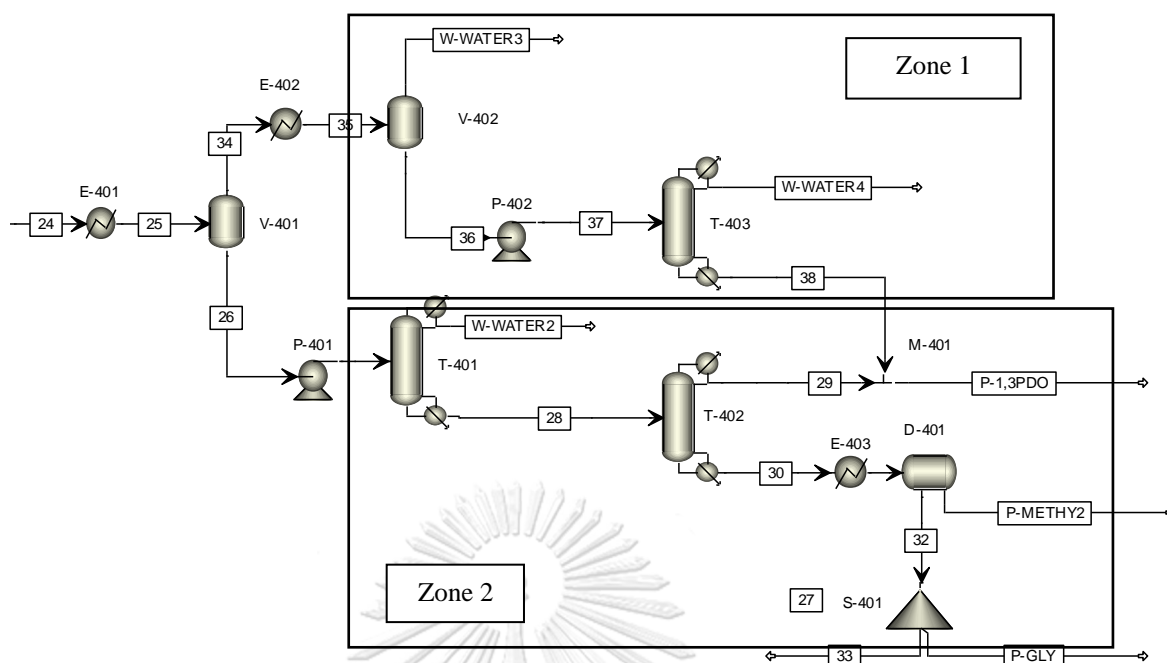 W-WATER3
Zone 1
E-402
V-402
35
34
W-WATER4
E-401
P-402
24
25
V-401
37
T-403
36
38
26
W-WATER2
M-401
P-401
T-401
29
P-1,3PDO
28
T-402
E-403
D-401
30
P-METHY2
32
Zone 2
27
S-401
33
P-GLY